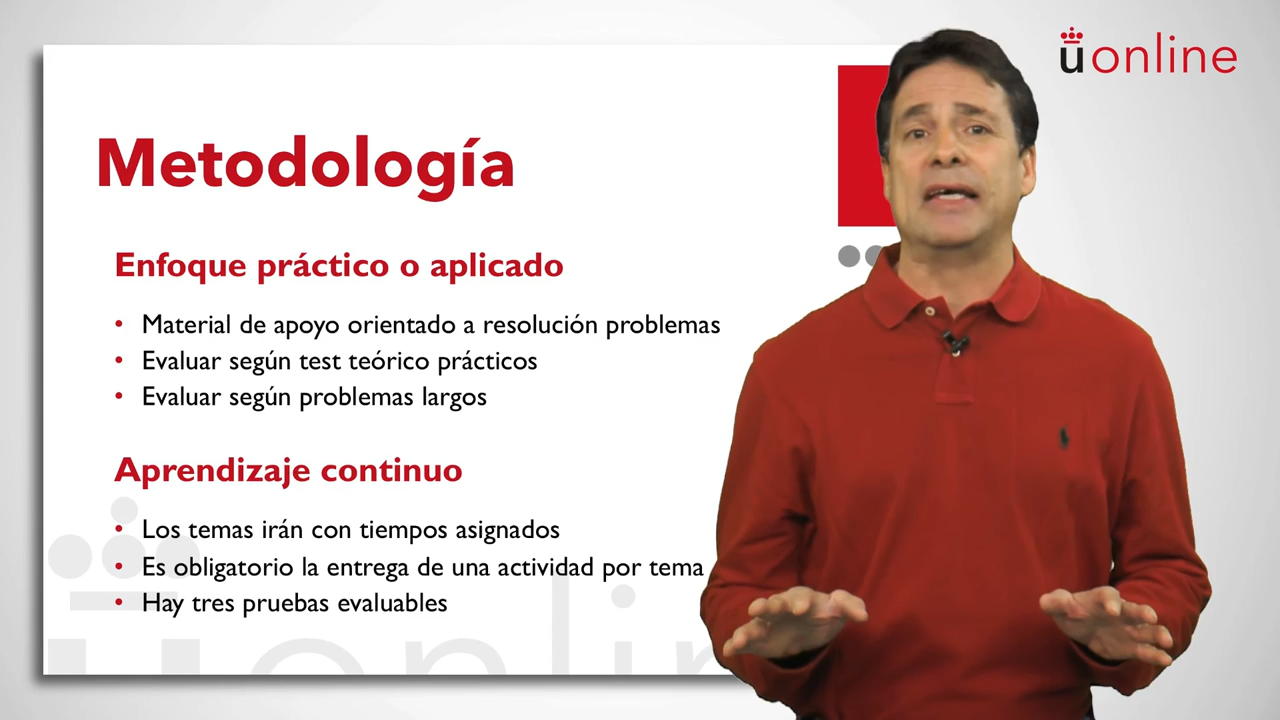 ūonline
Metodología
Enfoque práctico o aplicado
• Material de apoyo orientado a resolución problemas
• Evaluar según test teórico prácticos
• Evaluar según problemas largos
Aprendizaje continuo
• Los temas irán con tiempos asignados
• Es obligatorio la entrega de una actividad por tema
• Hay tres pruebas evaluables